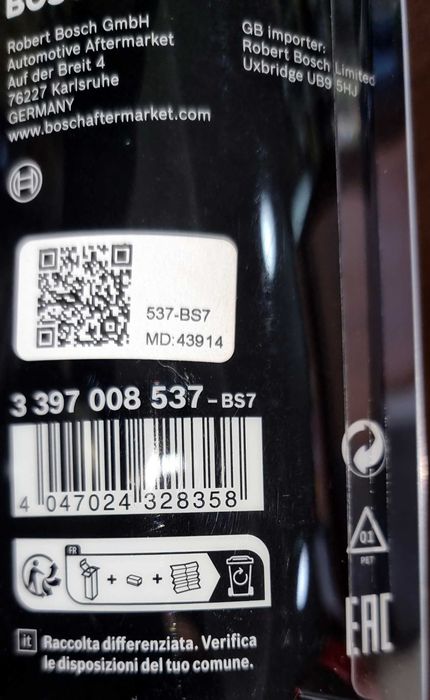 BOSCH
Robert Bosch GmbH
Automotive Aftermarket
Auf der Breit 4
76227 Karlsruhe
GERMANY
www.boschaftermarket.com
GB importer:
Robert Bosch Limited
Uxbridge UB9 5HJ
537-BS7
MD:43914
3 397 008 537-BS7
4 047024 328358
FR
+ +
01
PET
EAC
it Raccolta differenziata. Verifica
le disposizioni del tuo comune.